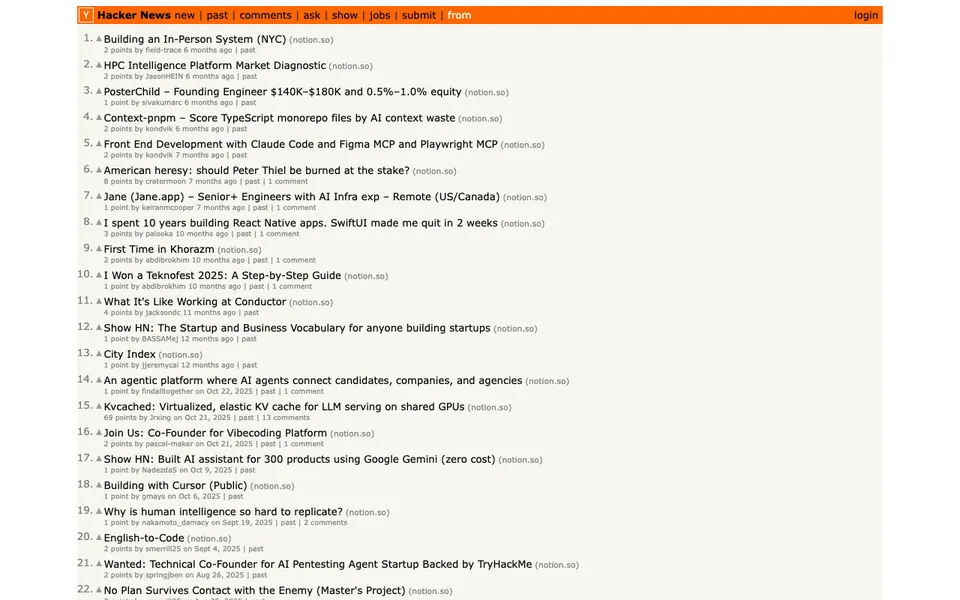 Y Hacker News new | past | comments | ask | show | jobs | submit | from login
1. Building an In-Person System (NYC) (notion.so)
2 points by field-trace 6 months ago | past
2. HPC Intelligence Platform Market Diagnostic (notion.so)
2 points by JasonHEIN 6 months ago | past
3. PosterChild – Founding Engineer $140K–$180K and 0.5%–1.0% equity (notion.so)
1 point by sivakumarc 6 months ago | past
4. Context-pnpm – Score TypeScript monorepo files by AI context waste (notion.so)
2 points by kondvik 6 months ago | past
5. Front End Development with Claude Code and Figma MCP and Playwright MCP (notion.so)
2 points by kondvik 7 months ago | past
6. American heresy: should Peter Thiel be burned at the stake? (notion.so)
8 points by cratermoon 7 months ago | past | 1 comment
7. Jane (Jane.app) – Senior+ Engineers with AI Infra exp – Remote (US/Canada) (notion.so)
1 point by keiranmcooper 7 months ago | past | 1 comment
8. I spent 10 years building React Native apps. SwiftUI made me quit in 2 weeks (notion.so)
3 points by palooka 10 months ago | past | 1 comment
9. First Time in Khorazm (notion.so)
2 points by abdibrokhim 10 months ago | past | 1 comment
10. I Won a Teknofest 2025: A Step-by-Step Guide (notion.so)
1 point by abdibrokhim 10 months ago | past | 1 comment
11. What It's Like Working at Conductor (notion.so)
4 points by jacksondc 11 months ago | past
12. Show HN: The Startup and Business Vocabulary for anyone building startups (notion.so)
1 point by BASSAMej 12 months ago | past
13. City Index (notion.so)
1 point by jjeremycai 12 months ago | past
14. An agentic platform where AI agents connect candidates, companies, and agencies (notion.so)
1 point by findalltogether on Oct 22, 2025 | past | 1 comment
15. Kvcached: Virtualized, elastic KV cache for LLM serving on shared GPUs (notion.so)
69 points by Jrxing on Oct 21, 2025 | past | 13 comments
16. Join Us: Co-Founder for Vibecoding Platform (notion.so)
2 points by pascal-maker on Oct 21, 2025 | past | 1 comment
17. Show HN: Built AI assistant for 300 products using Google Gemini (zero cost) (notion.so)
1 point by NadezdaS on Oct 9, 2025 | past
18. Building with Cursor (Public) (notion.so)
1 point by gmays on Oct 6, 2025 | past
19. Why is human intelligence so hard to replicate? (notion.so)
1 point by nakamoto_damacy on Sept 19, 2025 | past | 2 comments
20. English-to-Code (notion.so)
2 points by smerrill25 on Sept 4, 2025 | past
21. Wanted: Technical Co-Founder for AI Pentesting Agent Startup Backed by TryHackMe (notion.so)
2 points by springjben on Aug 26, 2025 | past
22. No Plan Survives Contact with the Enemy (Master's Project) (notion.so)